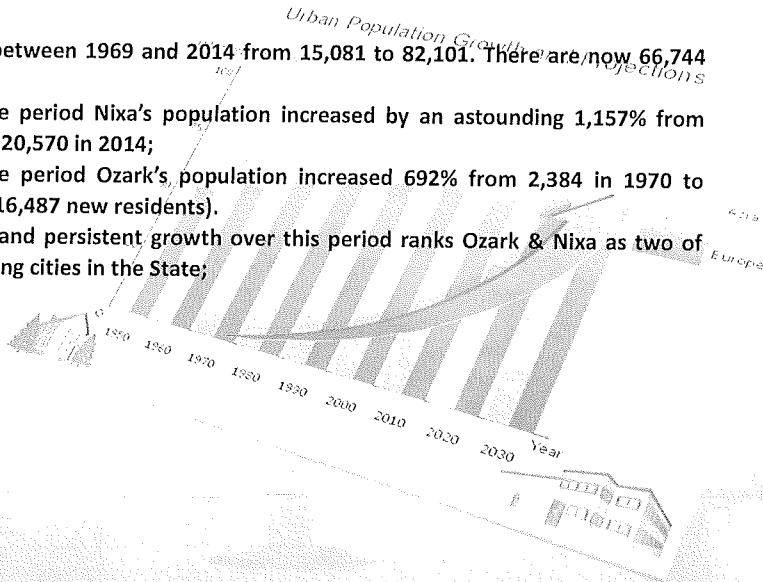 Urban Population Growth and Projections
between 1969 and 2014 from 15,081 to 82,101. There are now 66,744
e period Nixa's population increased by an astounding 1,157% from
20,570 in 2014;
e period Ozark's population increased 692% from 2,384 in 1970 to
16,487 new residents).
and persistent growth over this period ranks Ozark & Nixa as two of
ng cities in the State;
Europe
0
1950
1960
1970
1980
1990
2000
2010
2020
2030
Year